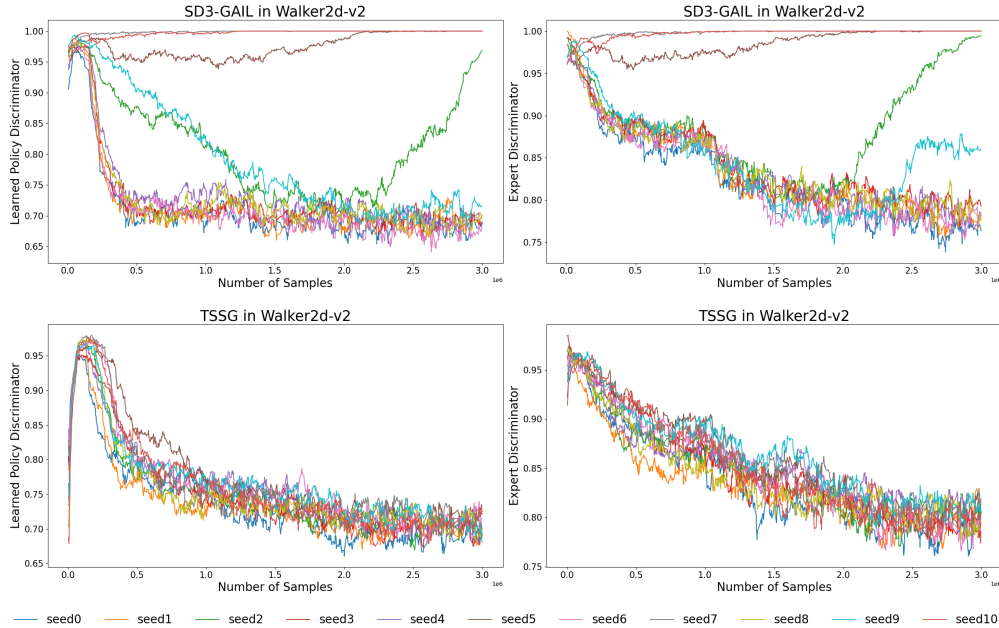 SD3-GAIL in Walker2d-v2
Learned Policy Discriminator
1.00
0.95
0.90
0.85
0.80
0.75
0.70
0.65
0.0 0.5 1.0 1.5 2.0 2.5 3.0
1e6
Number of Samples
SD3-GAIL in Walker2d-v2
Expert Discriminator
1.00
0.95
0.90
0.85
0.80
0.75
0.0 0.5 1.0 1.5 2.0 2.5 3.0
Number of Samples
TSSG in Walker2d-v2
Learned Policy Discriminator
0.95
0.90
0.85
0.80
0.75
0.70
0.65
0.0 0.5 1.0 1.5 2.0 2.5 3.0
1e6
Number of Samples
TSSG in Walker2d-v2
Expert Discriminator
0.95
0.90
0.85
0.80
0.75
0.0 0.5 1.0 1.5 2.0 2.5 3.0
Number of Samples
seed0 seed1 seed2 seed3 seed4 seed5 seed6 seed7 seed8 seed9 seed10